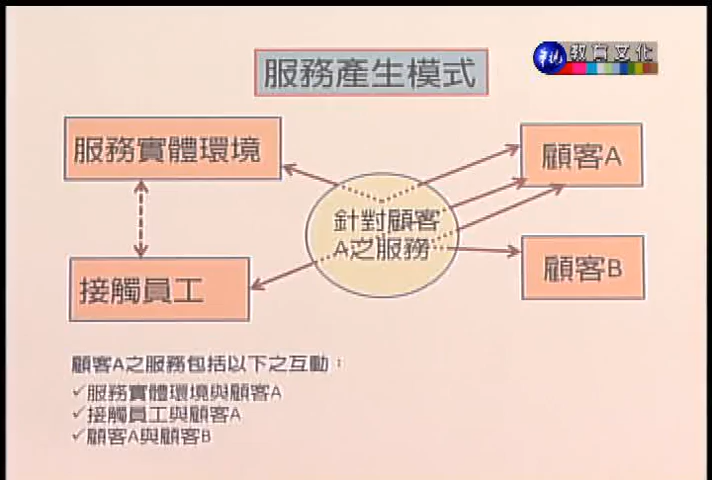 華視 教育文化
服務產生模式
服務實體環境
顧客A
針對顧客
A之服務
接觸員工
顧客B
顧客A之服務包括以下之互動：
✓服務實體環境與顧客A
✓接觸員工與顧客A
✓顧客A與顧客B